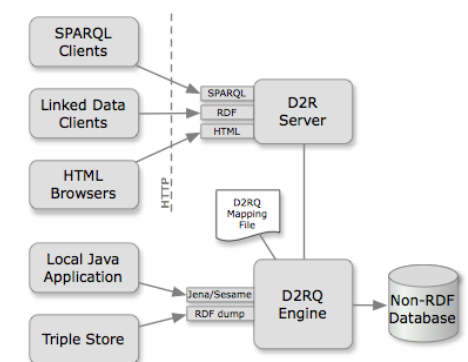 SPARQL
Clients
Linked Data
Clients
HTML
Browsers
HTTP
SPARQL
RDF
HTML
D2R
Server
D2RQ
Mapping
File
Local Java
Application
Triple Store
Jena/Sesame
RDF dump
D2RQ
Engine
Non-RDF
Database